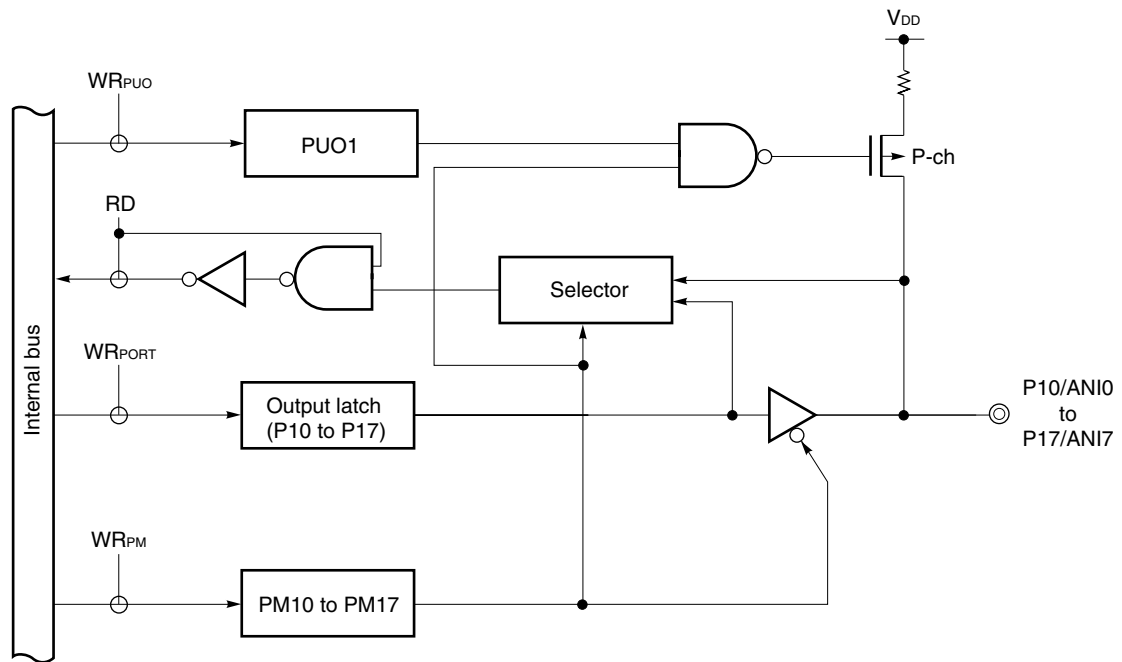 VDD
WRPUO
PUO1
P-ch
RD
Selector
Internal bus
WRPORT
Output latch
(P10 to P17)
P10/ANI0
to
P17/ANI7
WRPM
PM10 to PM17